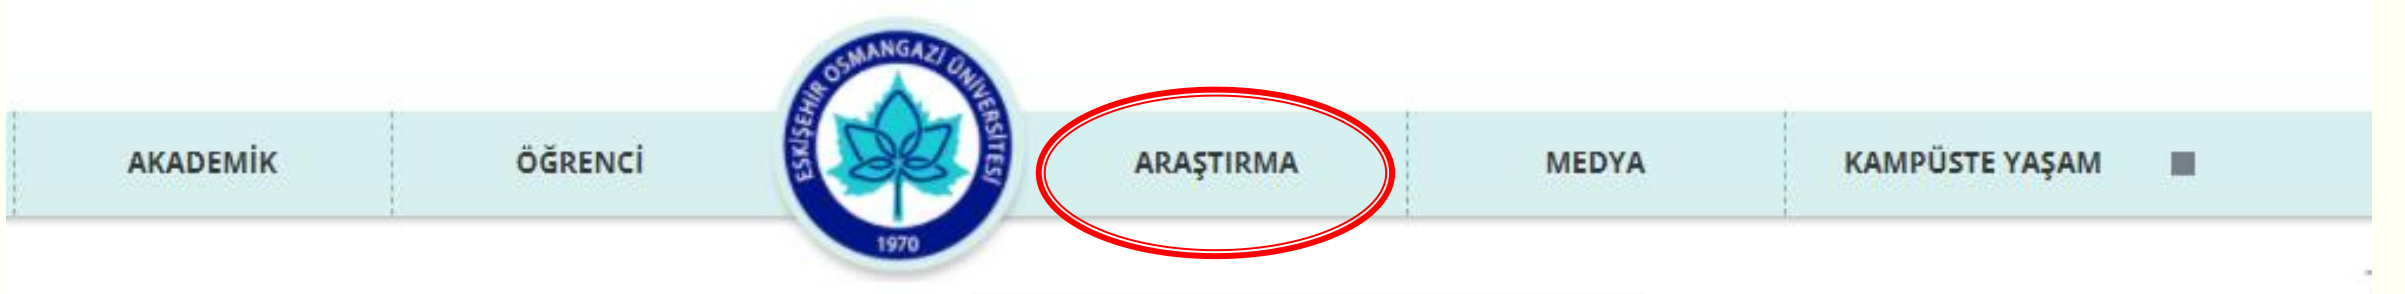 AKADEMİK
ÖĞRENCİ
ESKİŞEHİR OSMANGAZİ ÜNİVERSİTESİ
1970
ARAŞTIRMA
MEDYA
KAMPÜSTE YAŞAM